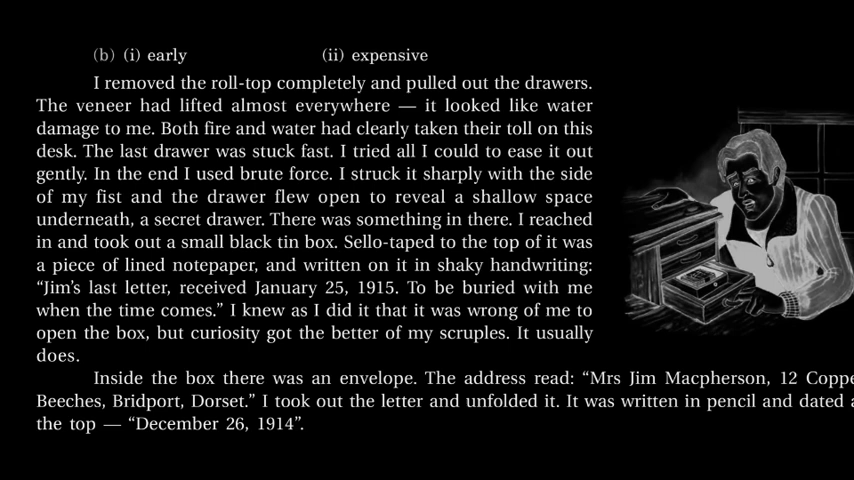 (b) (i) early (ii) expensive
I removed the roll-top completely and pulled out the drawers.
The veneer had lifted almost everywhere — it looked like water
damage to me. Both fire and water had clearly taken their toll on this
desk. The last drawer was stuck fast. I tried all I could to ease it out
gently. In the end I used brute force. I struck it sharply with the side
of my fist and the drawer flew open to reveal a shallow space
underneath, a secret drawer. There was something in there. I reached
in and took out a small black tin box. Sello-taped to the top of it was
a piece of lined notepaper, and written on it in shaky handwriting:
“Jim’s last letter, received January 25, 1915. To be buried with me
when the time comes.” I knew as I did it that it was wrong of me to
open the box, but curiosity got the better of my scruples. It usually
does.
Inside the box there was an envelope. The address read: “Mrs Jim Macpherson, 12 Coppe
Beeches, Bridport, Dorset.” I took out the letter and unfolded it. It was written in pencil and dated
the top — “December 26, 1914”.